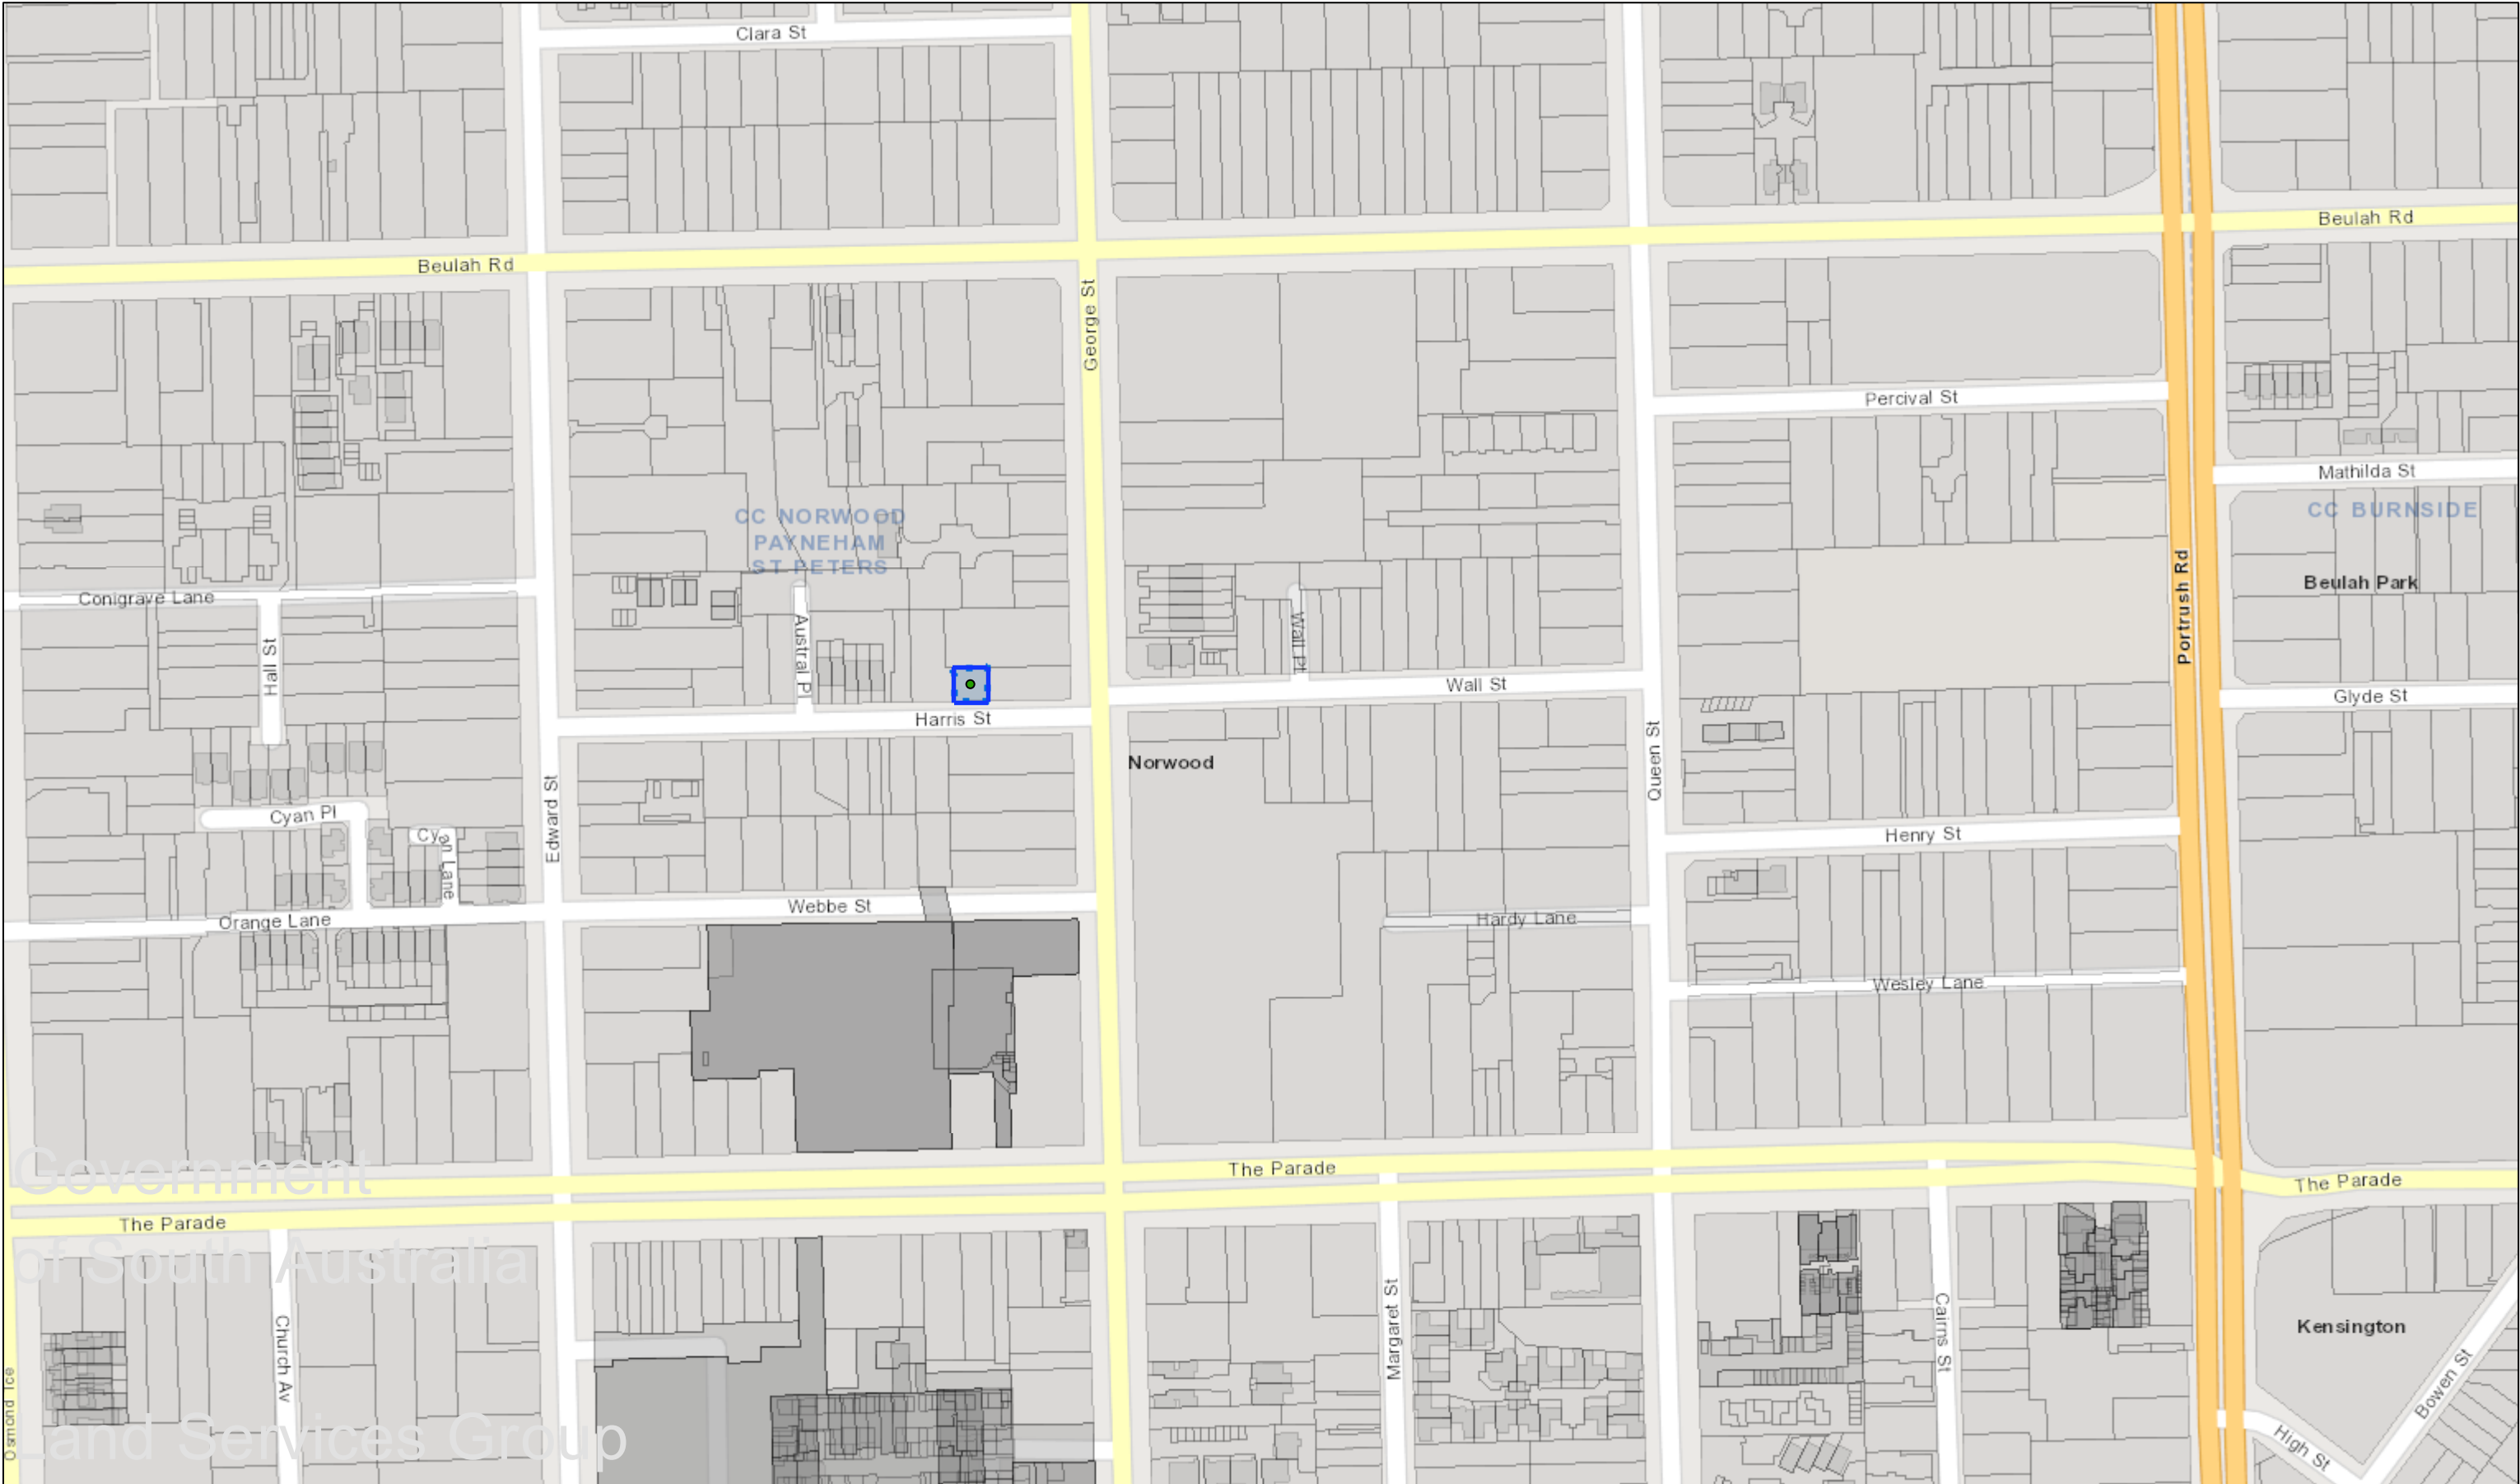 Clara St
Beulah Rd
Beulah Rd
George St
Percival St
Mathilda St
CC NORWOOD
PAYNEHAM
ST PETERS
CC BURNSIDE
Portrush Rd
Beulah Park
Conigrave Lane
Hall St
Austral Pl
Wall Pl
Wall St
Glyde St
Harris St
Norwood
Queen St
Edward St
Cyan Pl
Cyan Lane
Henry St
Webbe St
Orange Lane
Hardy Lane
Wesley Lane
The Parade
The Parade
The Parade
Government
of South Australia
Land Services Group
Church Av
Margaret St
Cairns St
Kensington
Bowen St
High St
Osmond Tce